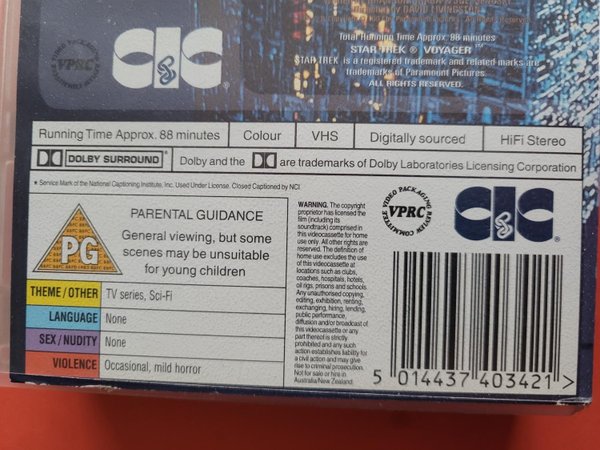 by DAVID LIVINGSTON
Total Running Time Approx. 88 minutes
STAR TREK ® VOYAGER ™
STAR TREK is a registered trademark and related marks are
trademarks of Paramount Pictures.
ALL RIGHTS RESERVED.
VPRC
CIC
®
Running Time Approx. 88 minutes
Colour
VHS
Digitally sourced
HiFi Stereo
DOLBY SURROUND ®
Dolby and the are trademarks of Dolby Laboratories Licensing Corporation
* Service Mark of the National Captioning Institute, Inc. Used Under License. Closed Captioned by NCI
PG
PARENTAL GUIDANCE
General viewing, but some
scenes may be unsuitable
for young children
THEME / OTHER TV series, Sci-Fi
LANGUAGE None
SEX / NUDITY None
VIOLENCE Occasional, mild horror
WARNING. The copyright
proprietor has licensed the
film (including its
soundtrack) comprised in
this videocassette for home
use only. All other rights are
reserved. The definition of
home use excludes the use of
this videocassette at
locations such as clubs,
coaches, hospitals, hotels,
oil rigs, prisons and schools.
Any unauthorised copying,
editing, exhibition, renting,
exchanging, hiring, lending,
public performance,
diffusion and/or broadcast of
this videocassette or any
part thereof is strictly
prohibited and any such
action establishes liability for
a civil action and may give
rise to criminal prosecution.
Not for sale or hire in
Australia/New Zealand.
VIDEO PACKAGING REVIEW COMMITTEE
VPRC
CIC
®
5 014437 403421 >